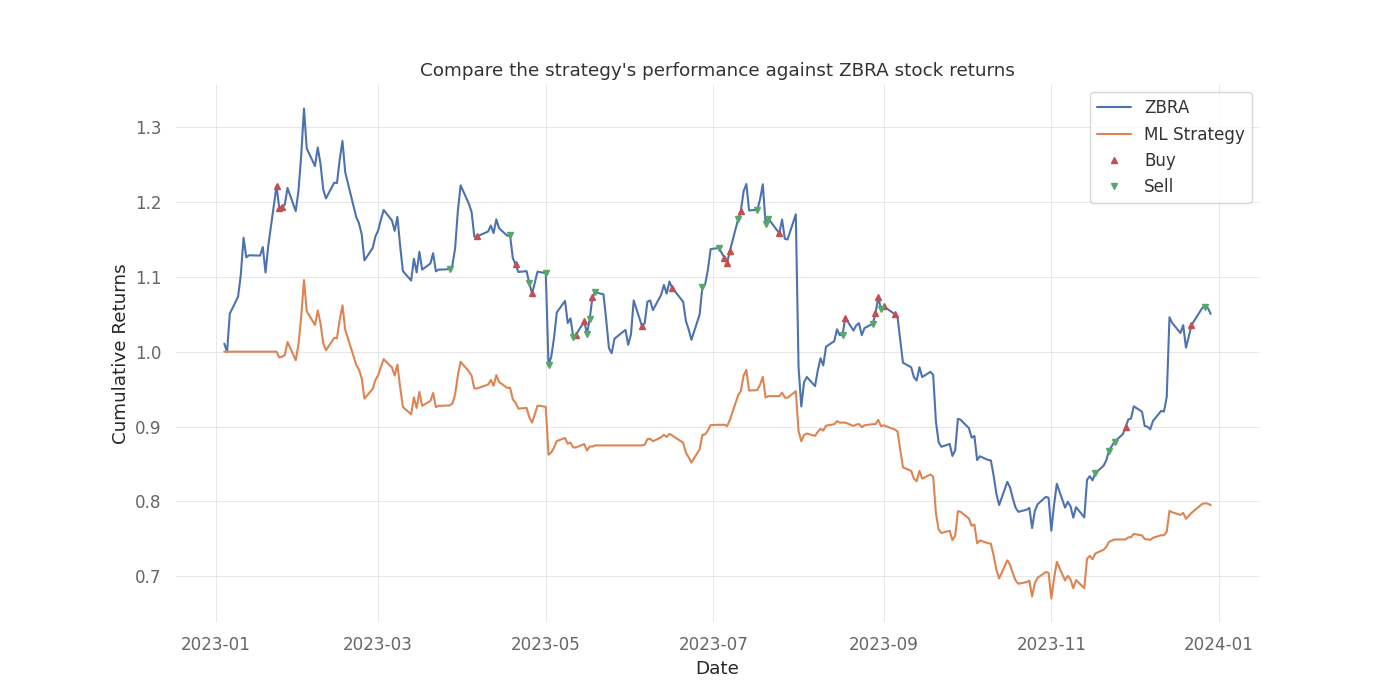 Compare the strategy's performance against ZBRA stock returns
ZBRA
ML Strategy
Buy
Sell
Cumulative Returns
1.3
1.2
1.1
1.0
0.9
0.8
0.7
2023-01
2023-03
2023-05
2023-07
2023-09
2023-11
2024-01
Date